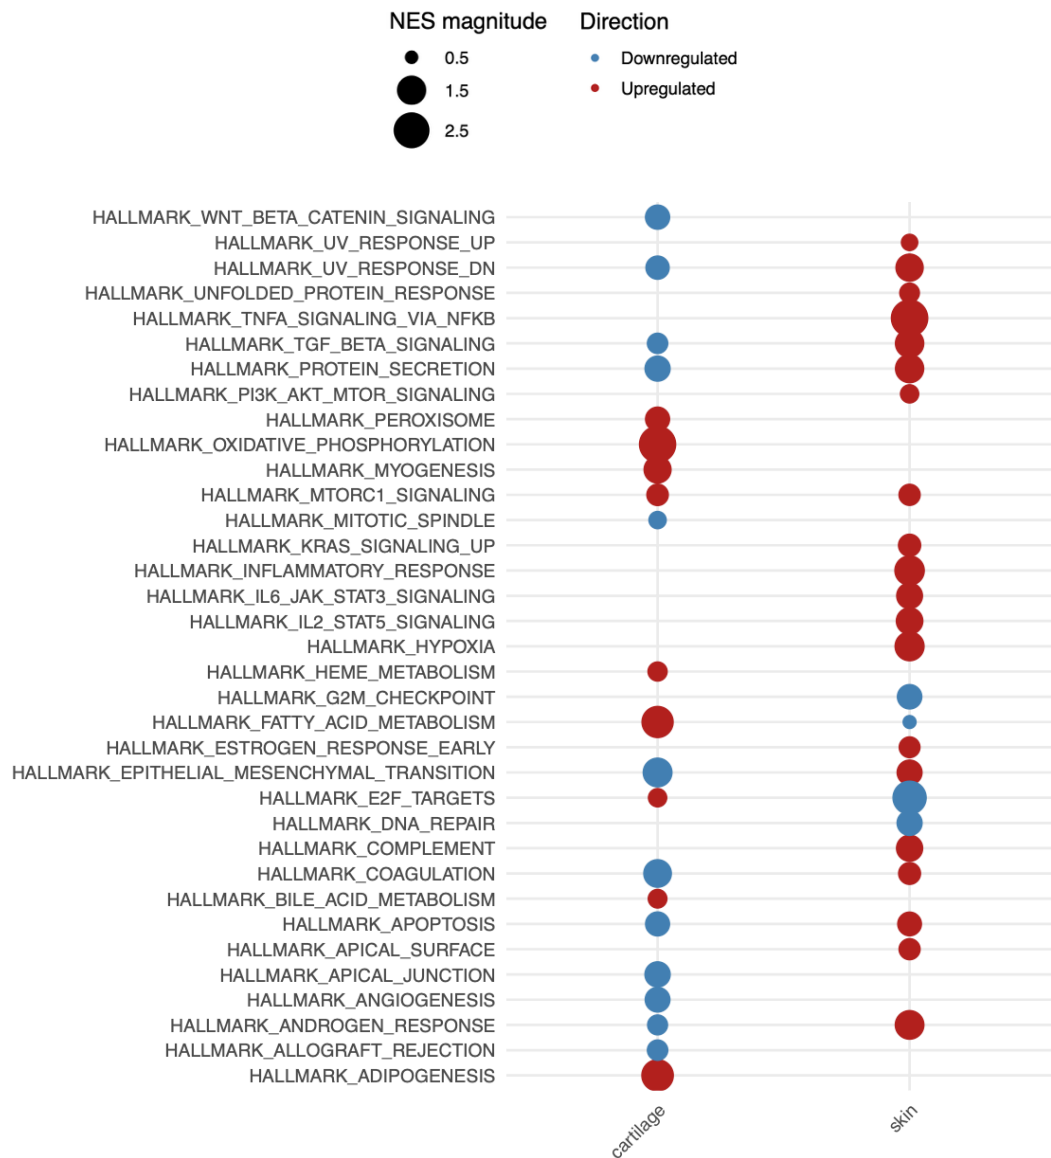 NES magnitude
0.5
1.5
2.5
Direction
Downregulated
Upregulated
HALLMARK_WNT_BETA_CATENIN_SIGNALING
HALLMARK_UV_RESPONSE_UP
HALLMARK_UV_RESPONSE_DN
HALLMARK_UNFOLDED_PROTEIN_RESPONSE
HALLMARK_TNFA_SIGNALING_VIA_NFKB
HALLMARK_TGF_BETA_SIGNALING
HALLMARK_PROTEIN_SECRETION
HALLMARK_PI3K_AKT_MTOR_SIGNALING
HALLMARK_PEROXISOME
HALLMARK_OXIDATIVE_PHOSPHORYLATION
HALLMARK_MYOGENESIS
HALLMARK_MTORC1_SIGNALING
HALLMARK_MITOTIC_SPINDLE
HALLMARK_KRAS_SIGNALING_UP
HALLMARK_INFLAMMATORY_RESPONSE
HALLMARK_IL6_JAK_STAT3_SIGNALING
HALLMARK_IL2_STAT5_SIGNALING
HALLMARK_HYPOXIA
HALLMARK_HEME_METABOLISM
HALLMARK_G2M_CHECKPOINT
HALLMARK_FATTY_ACID_METABOLISM
HALLMARK_ESTROGEN_RESPONSE_EARLY
HALLMARK_EPITHELIAL_MESENCHYMAL_TRANSITION
HALLMARK_E2F_TARGETS
HALLMARK_DNA_REPAIR
HALLMARK_COMPLEMENT
HALLMARK_COAGULATION
HALLMARK_BILE_ACID_METABOLISM
HALLMARK_APOPTOSIS
HALLMARK_APICAL_SURFACE
HALLMARK_APICAL_JUNCTION
HALLMARK_ANGIOGENESIS
HALLMARK_ANDROGEN_RESPONSE
HALLMARK_ALLOGRAFT_REJECTION
HALLMARK_ADIPOGENESIS
cartilage
skin